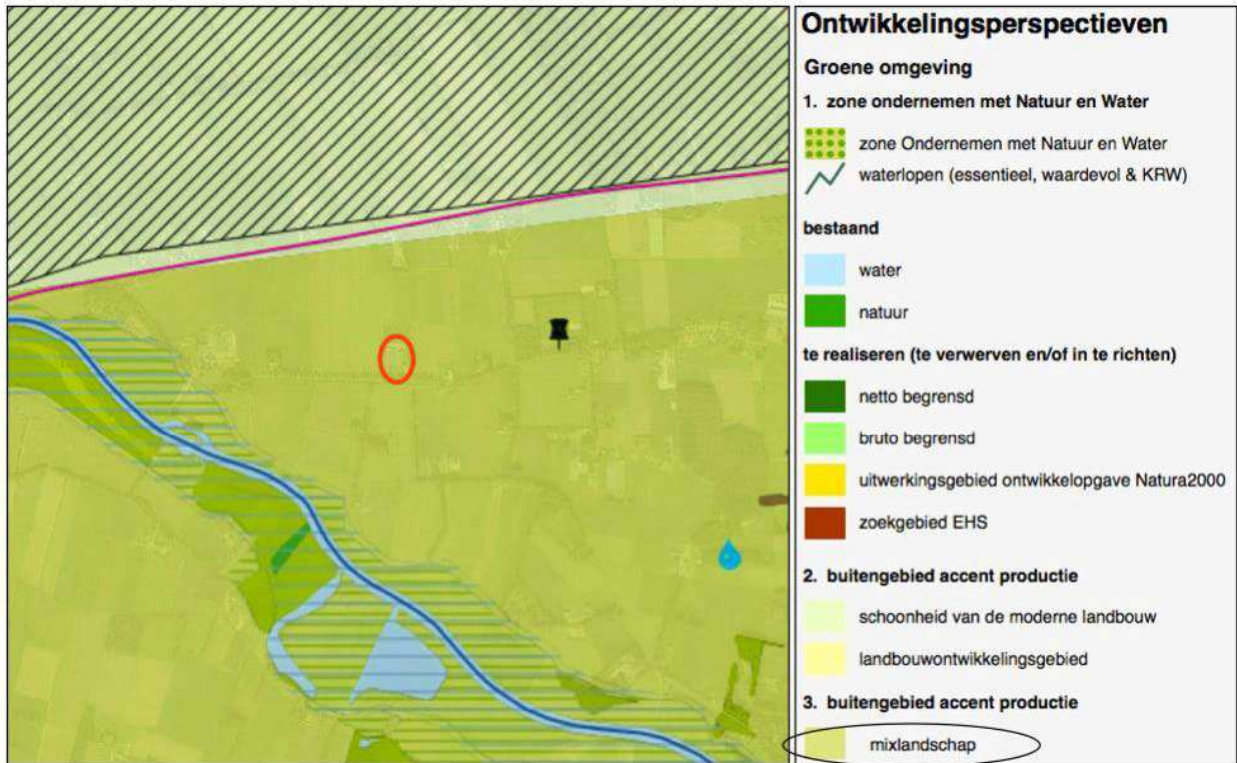 Ontwikkelingsperspectieven
Groene omgeving
1. zone ondernemen met Natuur en Water
zone Ondernemen met Natuur en Water
waterlopen (essentieel, waardevol & KRW)
bestaand
water
natuur
te realiseren (te verwerven en/of in te richten)
netto begrensd
bruto begrensd
uitwerkingsgebied ontwikkelopgave Natura2000
zoekgebied EHS
2. buitengebied accent productie
schoonheid van de moderne landbouw
landbouwontwikkelingsgebied
3. buitengebied accent productie
mixlandschap